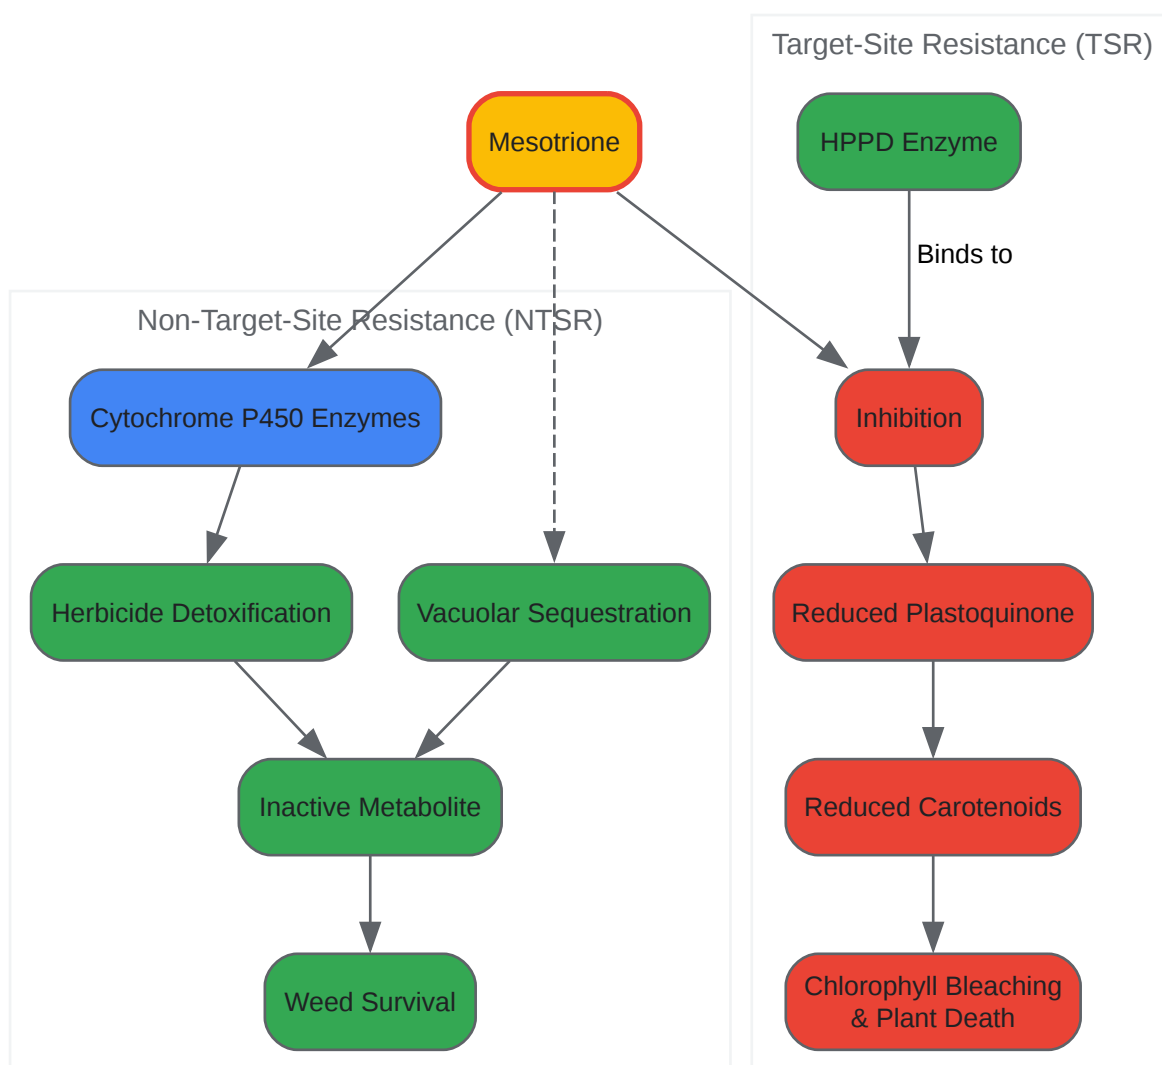 Target-Site Resistance (TSR)
Mesotrione
HPPD Enzyme
Binds to
Non-Target-Site Resistance (NTSR)
Cytochrome P450 Enzymes
Inhibition
Herbicide Detoxification
Vacuolar Sequestration
Reduced Plastoquinone
Inactive Metabolite
Reduced Carotenoids
Weed Survival
Chlorophyll Bleaching
& Plant Death